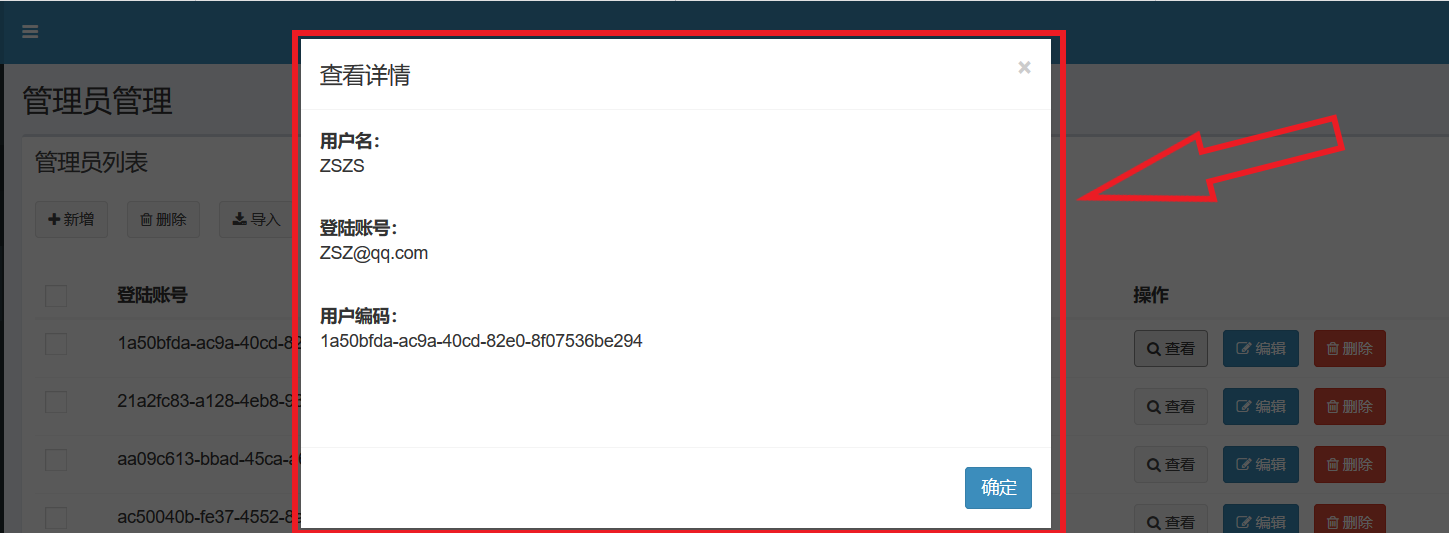 查看详情
×
管理员管理
用户名：
ZSZS
管理员列表
新增
删除
导入
登陆账号：
ZSZ@qq.com
登陆账号
操作
用户编码：
1a50bfda-ac9a-40cd-82e0-8f07536be294
1a50bfda-ac9a-40cd-82
查看
编辑
删除
21a2fc83-a128-4eb8-98
查看
编辑
删除
aa09c613-bbad-45ca-a6
查看
编辑
删除
确定
ac50040b-fe37-4552-8a
查看
编辑
删除